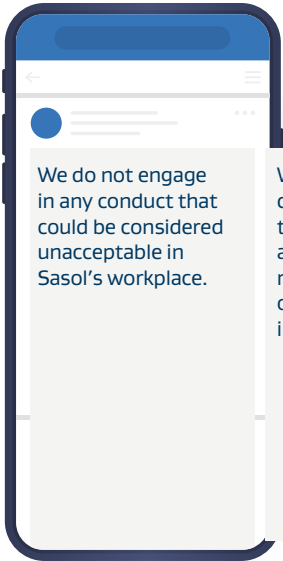 We do not engage
in any conduct that
could be considered
unacceptable in
Sasol's workplace.